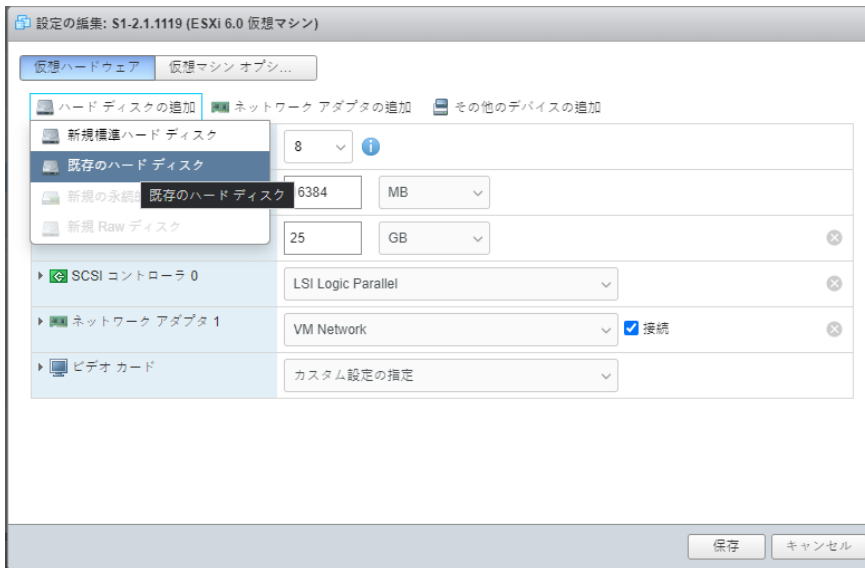 設定の編集: S1-2.1.1119 (ESXi 6.0 仮想マシン)
仮想ハードウェア 仮想マシン オプシ...
ハード ディスクの追加 ネットワーク アダプタの追加 その他のデバイスの追加
新規標準ハード ディスク
8
既存のハード ディスク
既存のハード ディスク
新規の永続
6384 MB
新規 Raw ディスク
25 GB
SCSI コントローラ 0 LSI Logic Parallel
ネットワーク アダプタ 1 VM Network 接続
ビデオ カード カスタム設定の指定
保存 キャンセル